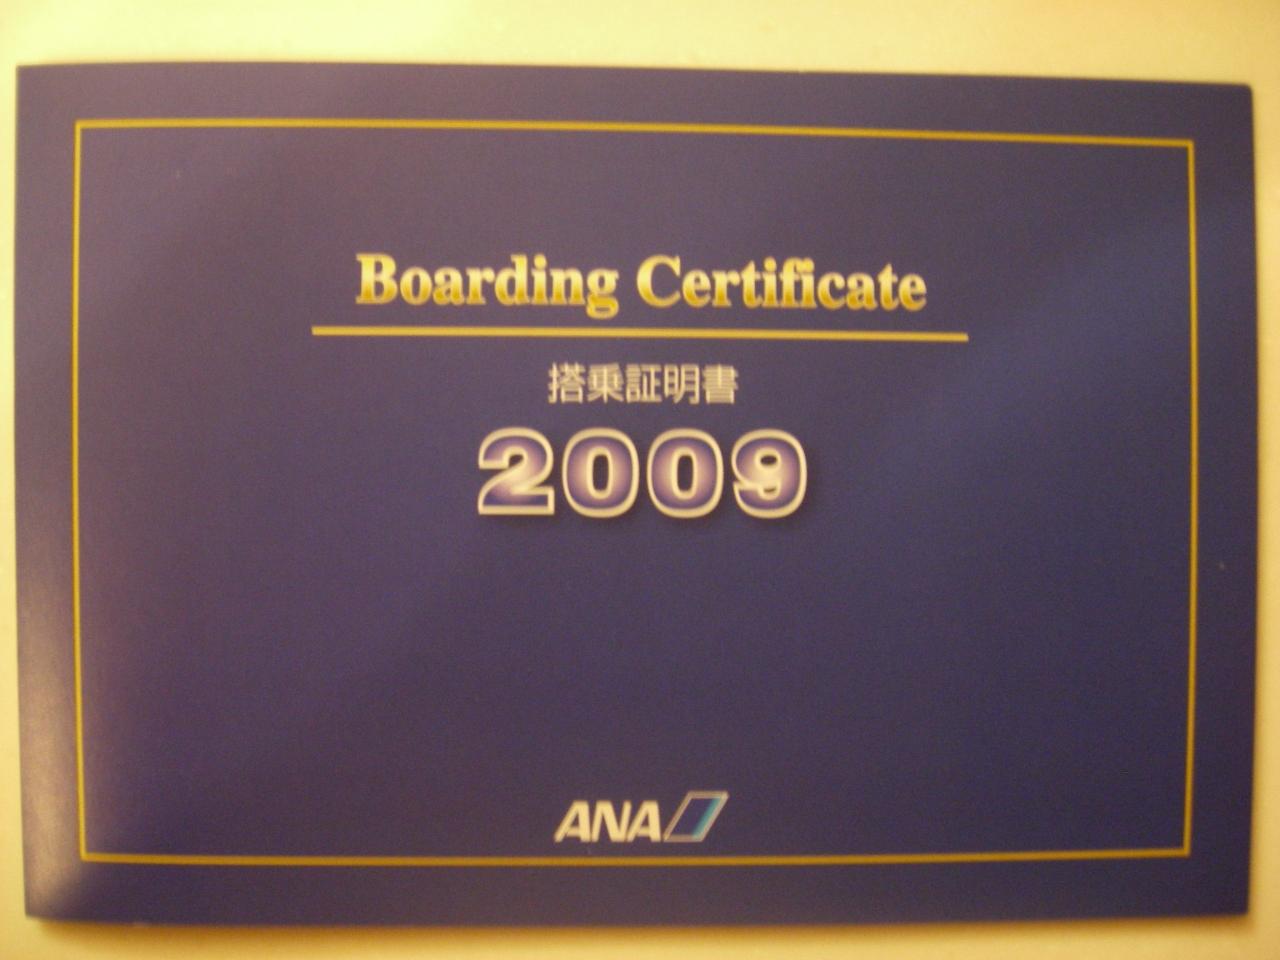 Boarding Certificate
搭乗証明書
2009
ANA